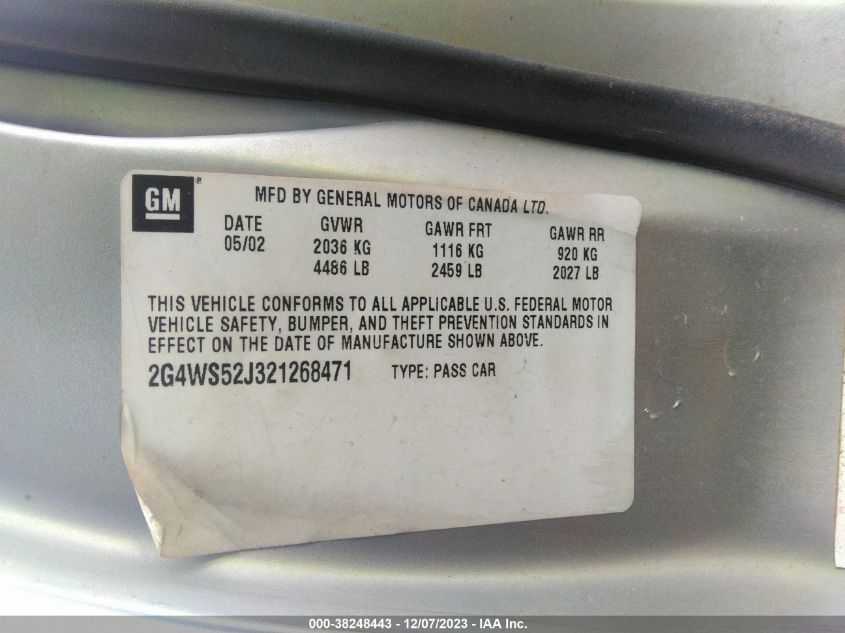 GM
MFD BY GENERAL MOTORS OF CANADA LTD.
DATE GVWR GAWR FRT GAWR RR
05/02 2036 KG 1116 KG 920 KG
4486 LB 2459 LB 2027 LB
THIS VEHICLE CONFORMS TO ALL APPLICABLE U.S. FEDERAL MOTOR
VEHICLE SAFETY, BUMPER, AND THEFT PREVENTION STANDARDS IN
EFFECT ON THE DATE OF MANUFACTURE SHOWN ABOVE.
2G4WS52J321268471 TYPE: PASS CAR
000-38248443 - 12/07/2023 - IAA Inc.